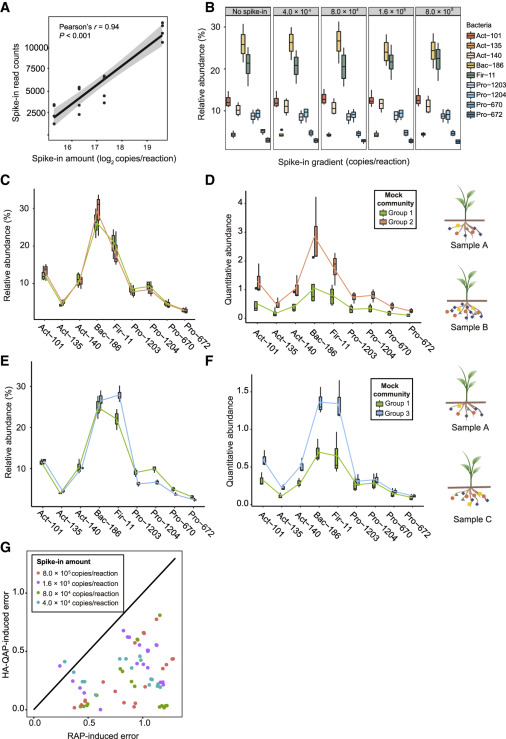 A
Pearson's r = 0.94
P < 0.001
Spike-in read counts
10000
7500
5000
2500
16
17
18
19
Spike-in amount (log2 copies/reaction)
B
No spike-in
4.0 × 10⁴
8.0 × 10⁴
1.6 × 10⁵
Relative abundance (%)
30
20
10
Spike-in gradient (copies/reaction)
Bacteria
Act−101
Act−135
Act−140
Bac−186
Fir−11
Pro−1203
Pro−1204
Pro−670
Pro−672
C
Relative abundance (%)
30
20
10
Act−101
Act−135
Act−140
Bac−186
Fir−11
Pro−1203
Pro−1204
Pro−670
Pro−672
D
Mock community
Group 1
Group 2
Quantitative abundance
4
3
2
1
0
Act−101
Act−135
Act−140
Bac−186
Fir−11
Pro−1203
Pro−1204
Pro−670
Pro−672
Sample A
Sample B
E
Relative abundance (%)
30
20
10
0
Act−101
Act−135
Act−140
Bac−186
Fir−11
Pro−1203
Pro−1204
Pro−670
Pro−672
F
Mock community
Group 1
Group 3
Quantitative abundance
1.5
1.0
0.5
0.0
Act−101
Act−135
Act−140
Bac−186
Fir−11
Pro−1203
Pro−1204
Pro−670
Pro−672
Sample A
Sample C
G
Spike-in amount
copies/reaction
1.6 × 10⁵ copies/reaction
8.0 × 10⁴ copies/reaction
4.0 × 10⁴ copies/reaction
HA-QAP-induced error
1.0
0.5
0.0
0.0
0.5
1.0
RAP-induced error